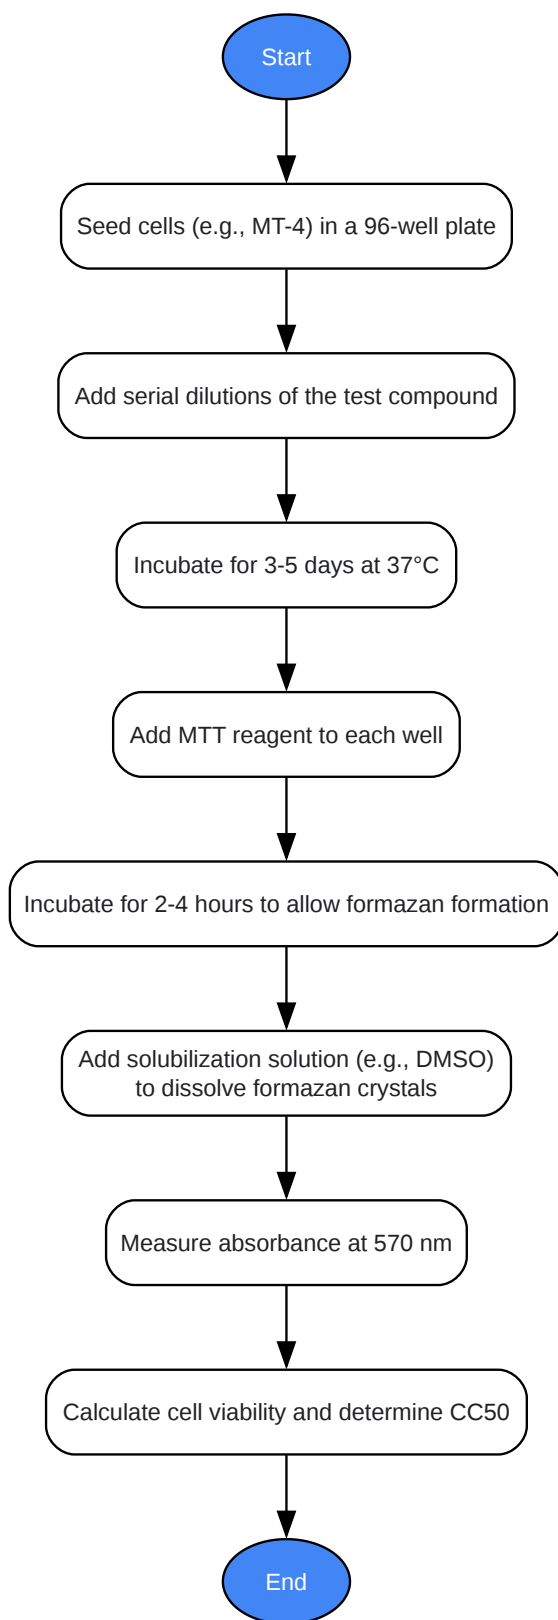 Start
Seed cells (e.g., MT-4) in a 96-well plate
Add serial dilutions of the test compound
Incubate for 3-5 days at 37°C
Add MTT reagent to each well
Incubate for 2-4 hours to allow formazan formation
Add solubilization solution (e.g., DMSO)
to dissolve formazan crystals
Measure absorbance at 570 nm
Calculate cell viability and determine CC50
End